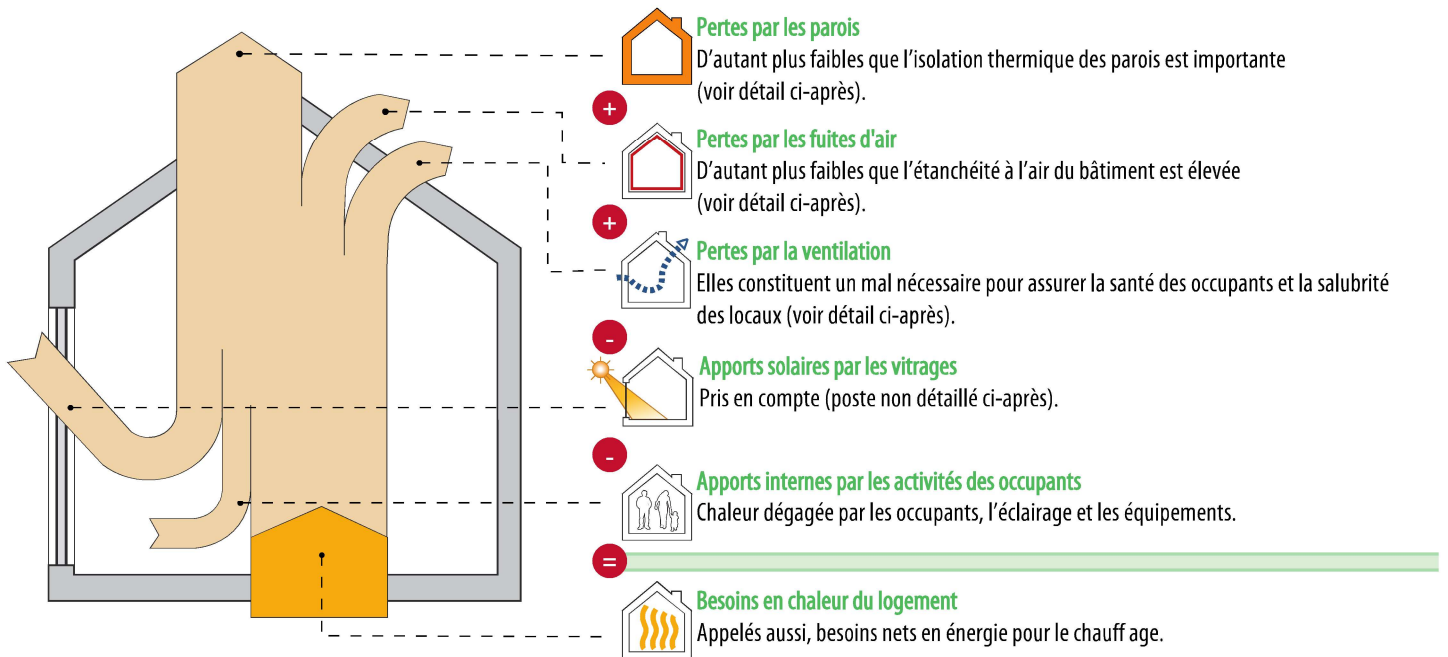 Pertes par les parois
D'autant plus faibles que l'isolation thermique des parois est importante
(voir détail ci-après).
+
Pertes par les fuites d'air
D'autant plus faibles que l'étanchéité à l'air du bâtiment est élevée
(voir détail ci-après).
+
Pertes par la ventilation
Elles constituent un mal nécessaire pour assurer la santé des occupants et la salubrité
des locaux (voir détail ci-après).
-
Apports solaires par les vitrages
Pris en compte (poste non détaillé ci-après).
-
Apports internes par les activités des occupants
Chaleur dégagée par les occupants, l'éclairage et les équipements.
=
Besoins en chaleur du logement
Appelés aussi, besoins nets en énergie pour le chauff age.